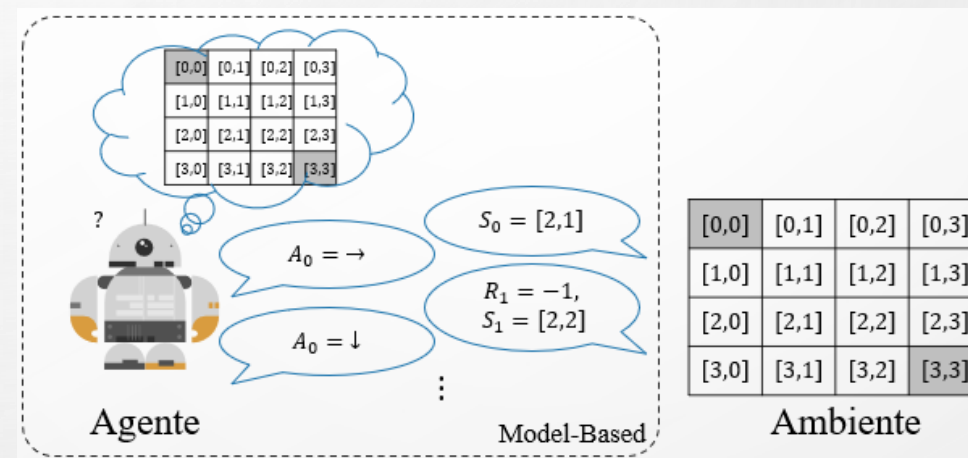 [0,0] [0,1] [0,2] [0,3]
[1,0] [1,1] [1,2] [1,3]
[2,0] [2,1] [2,2] [2,3]
[3,0] [3,1] [3,2] [3,3]
?
A₀ = →
A₀ = ↓
S₀ = [2,1]
R₁ = −1,
S₁ = [2,2]
⋮
Agente
Model-Based
[0,0] [0,1] [0,2] [0,3]
[1,0] [1,1] [1,2] [1,3]
[2,0] [2,1] [2,2] [2,3]
[3,0] [3,1] [3,2] [3,3]
Ambiente